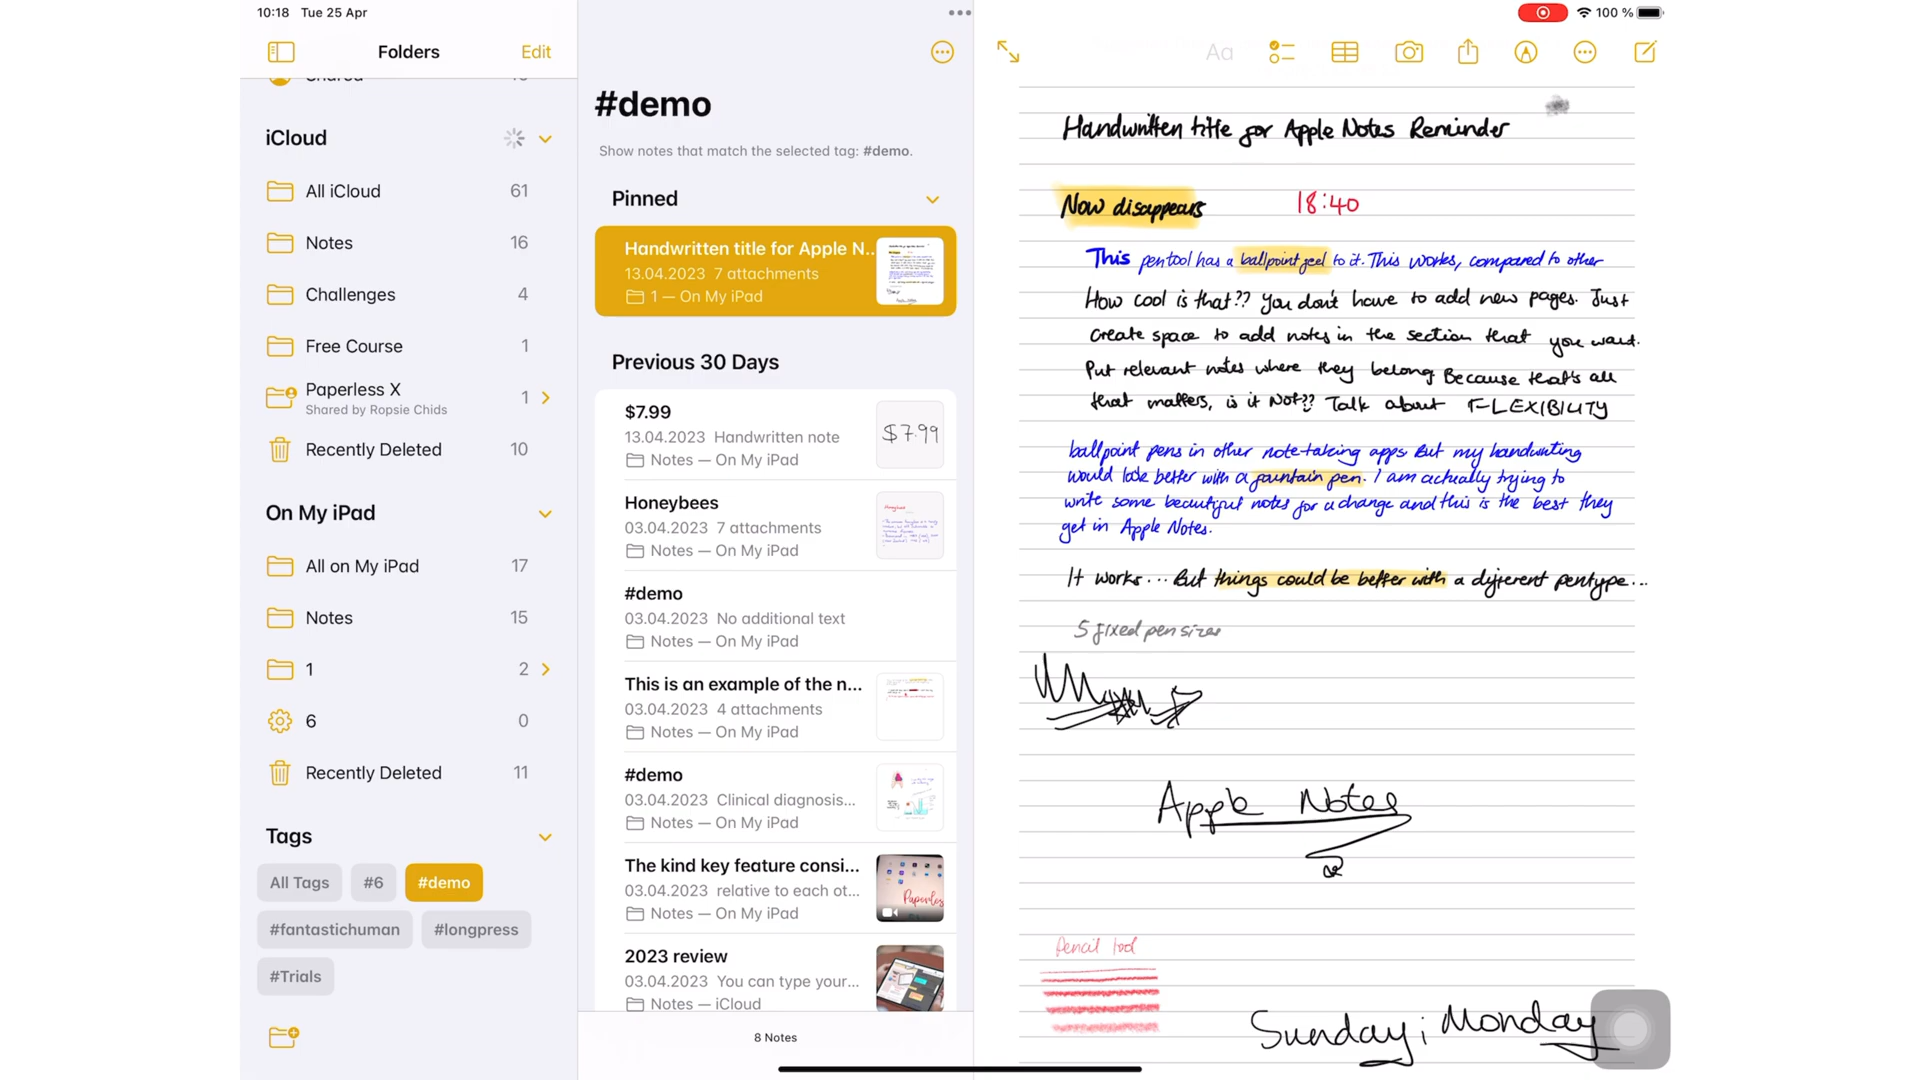 10:18 Tue 25 Apr
100 %
Folders
Edit
Shared
iCloud
All iCloud 61
Notes 16
Challenges 4
Free Course 1
Paperless X 1
Shared by Ropsie Chids
Recently Deleted 10
On My iPad
All on My iPad 17
Notes 15
1 2
6 0
Recently Deleted 11
Tags
All Tags #6 #demo
#fantastichuman #longpress
#Trials
#demo
Show notes that match the selected tag: #demo.
Pinned
Handwritten title for Apple N...
13.04.2023 7 attachments
1 — On My iPad
Previous 30 Days
$7.99
13.04.2023 Handwritten note
Notes — On My iPad
$7.99
Honeybees
03.04.2023 7 attachments
Notes — On My iPad
#demo
03.04.2023 No additional text
Notes — On My iPad
This is an example of the n...
03.04.2023 4 attachments
Notes — On My iPad
#demo
03.04.2023 Clinical diagnosis...
Notes — On My iPad
The kind key feature consi...
03.04.2023 relative to each ot...
Notes — On My iPad
2023 review
03.04.2023 You can type your...
Notes — iCloud
8 Notes
Aa
Handwritten title for Apple Notes Reminder
Now disappears 18:40
This pen tool has a ballpoint feel to it. This works, compared to other
How cool is that?? You don't have to add new pages. Just
create space to add notes in the section that you want.
Put relevant notes where they belong Because that's all
that matters, is it Not?? Talk about FLEXIBILITY
ballpoint pens in other note-taking apps. But my handwriting
would look better with a fountain pen. I am actually trying to
write some beautiful notes for a change and this is the best they
get in Apple Notes.
It works... But things could be better with a different pentype...
5 fixed pen sizes
Apple Notes
Pencil tool
Sunday; Monday